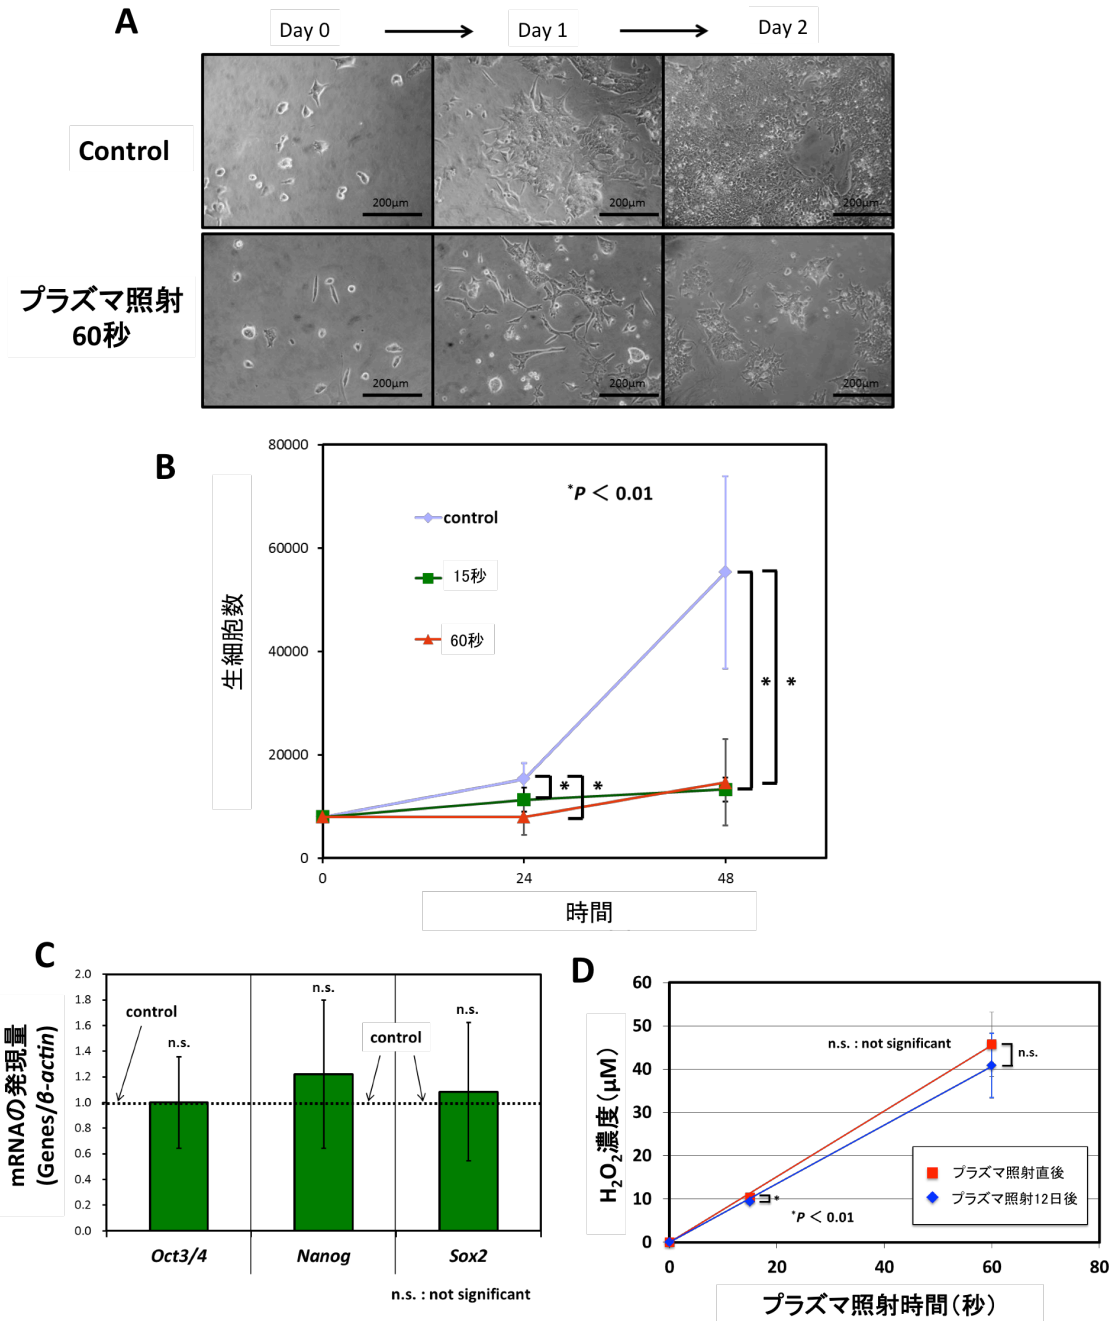 A
Day 0
Day 1
Day 2
Control
200μm
200μm
200μm
プラズマ照射
60秒
200μm
200μm
200μm
B
80000
60000
40000
20000
0
生細胞数
*P < 0.01
control
15秒
60秒
*
*
*
*
0
24
48
時間
C
2.0
1.8
1.6
1.4
1.2
1.0
0.8
0.6
0.4
0.2
0.0
mRNAの発現量
(Genes/β-actin)
control
n.s.
n.s.
control
n.s.
Oct3/4
Nanog
Sox2
n.s. : not significant
D
60
50
40
30
20
10
0
H2O2濃度(μM)
n.s. : not significant
n.s.
プラズマ照射直後
プラズマ照射12日後
*
*P < 0.01
0
20
40
60
80
プラズマ照射時間(秒)